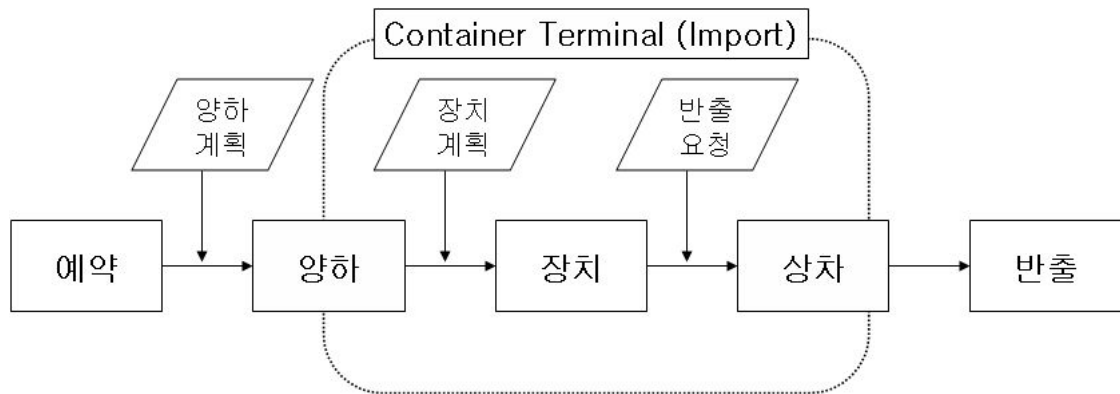 Container Terminal (Import)
양하
계획
장치
계획
반출
요청
예약
양하
장치
상차
반출